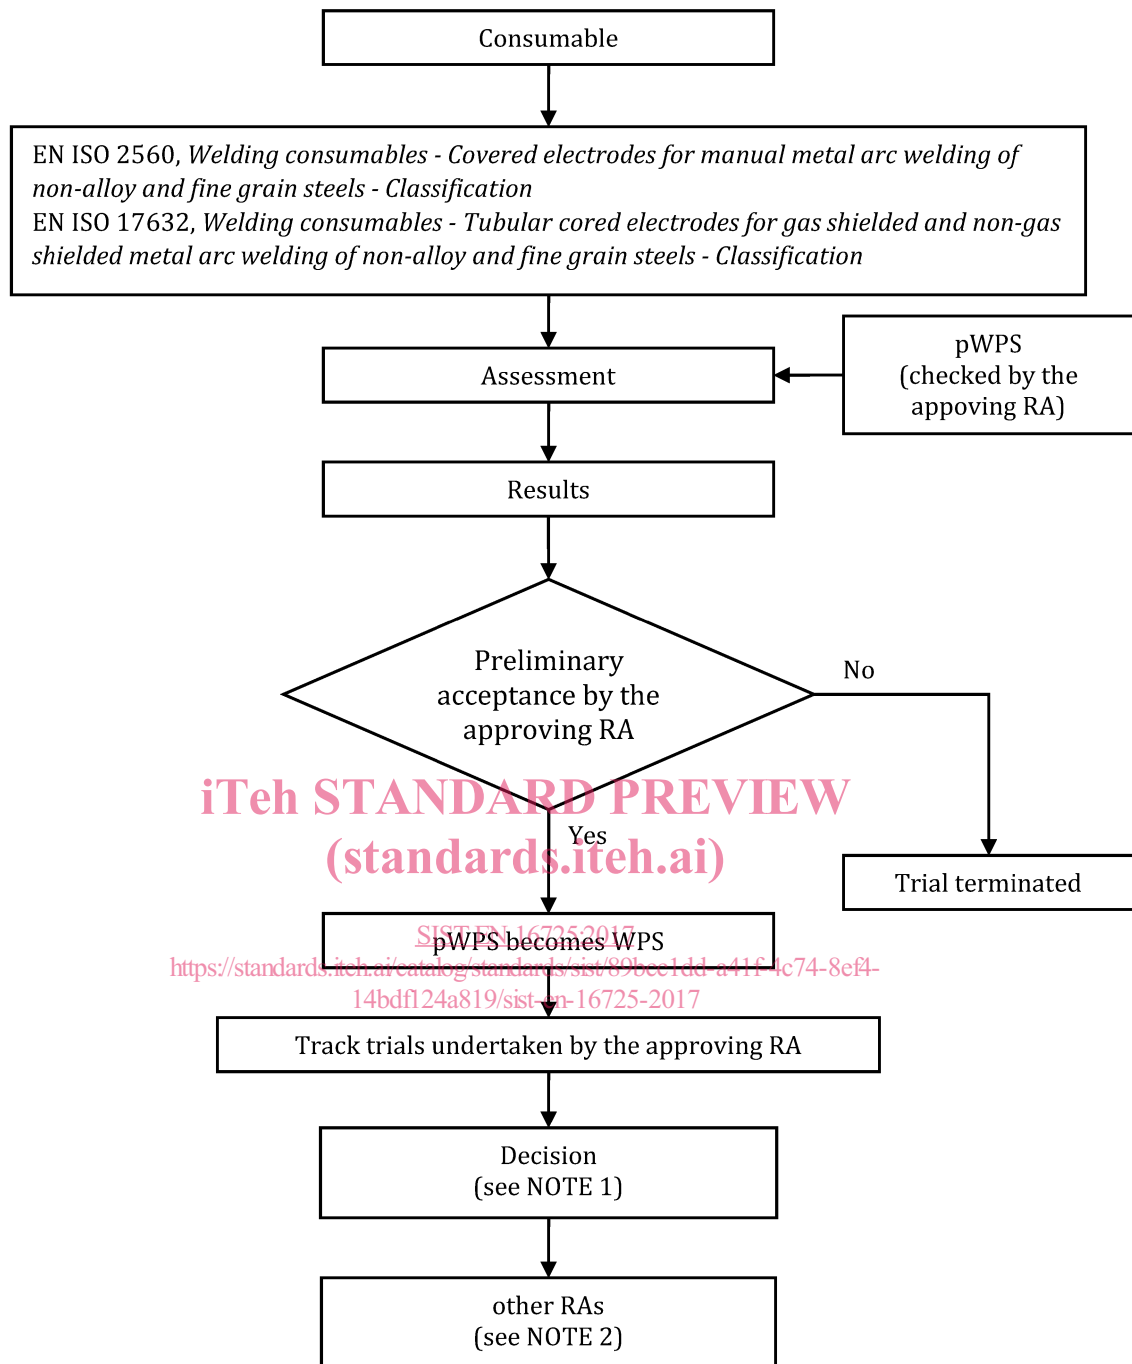 Consumable
EN ISO 2560, Welding consumables - Covered electrodes for manual metal arc welding of
non-alloy and fine grain steels - Classification
EN ISO 17632, Welding consumables - Tubular cored electrodes for gas shielded and non-gas
shielded metal arc welding of non-alloy and fine grain steels - Classification
pWPS
(checked by the
appoving RA)
Assessment
Results
Preliminary
acceptance by the
approving RA
No
iTeh STANDARD PREVIEW
Yes
(standards.iteh.ai)
Trial terminated
SIST EN 16725:2017
pWPS becomes WPS
https://standards.iteh.ai/catalog/standards/sist/89bee1dd-a41f-4c74-8ef4-
14bdf124a819/sist-en-16725-2017
Track trials undertaken by the approving RA
Decision
(see NOTE 1)
other RAs
(see NOTE 2)